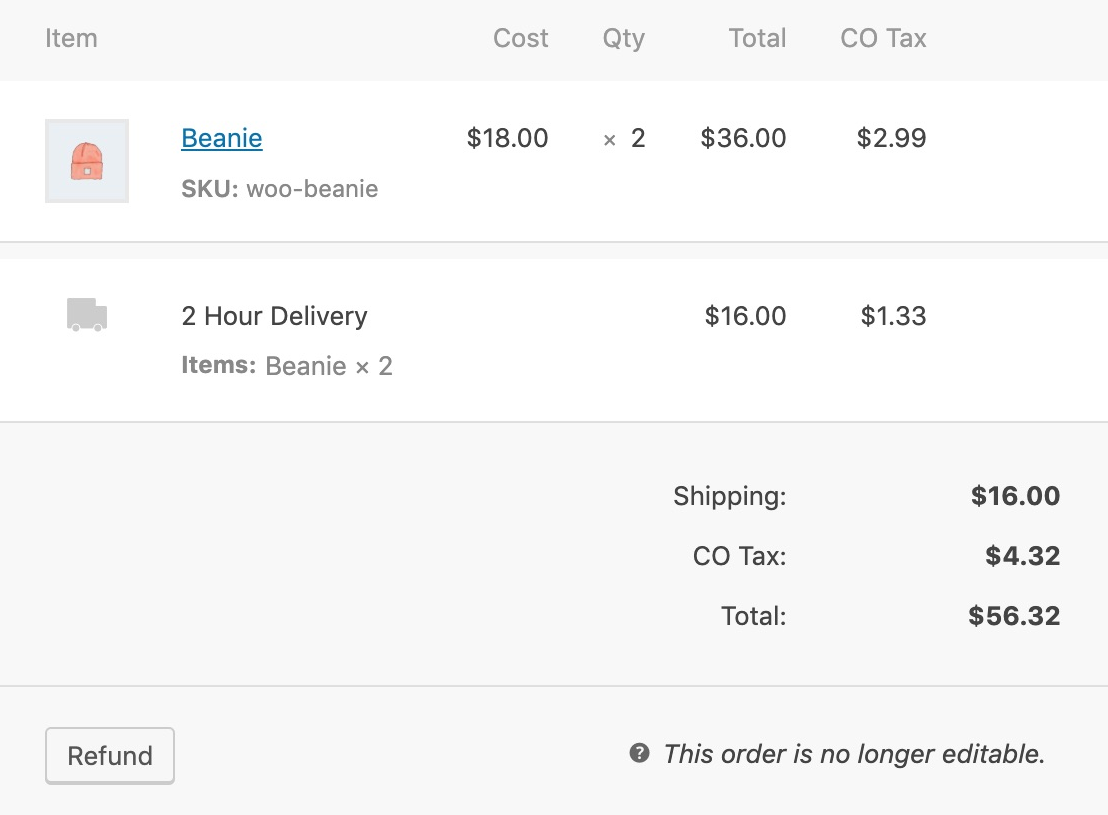 Item Cost Qty Total CO Tax
Beanie $18.00 × 2 $36.00 $2.99
SKU: woo-beanie
2 Hour Delivery $16.00 $1.33
Items: Beanie × 2
Shipping: $16.00
CO Tax: $4.32
Total: $56.32
Refund ? This order is no longer editable.